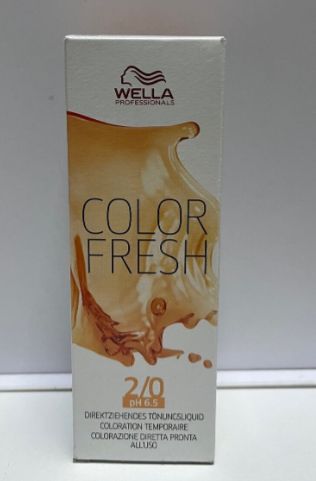 WELLA
PROFESSIONALS
COLOR
FRESH
2/0
pH 6.5
DIREKTZIEHENDES TÖNUNGSLIQUID
COLORATION TEMPORAIRE
COLORAZIONE DIRETTA PRONTA
ALL'USO